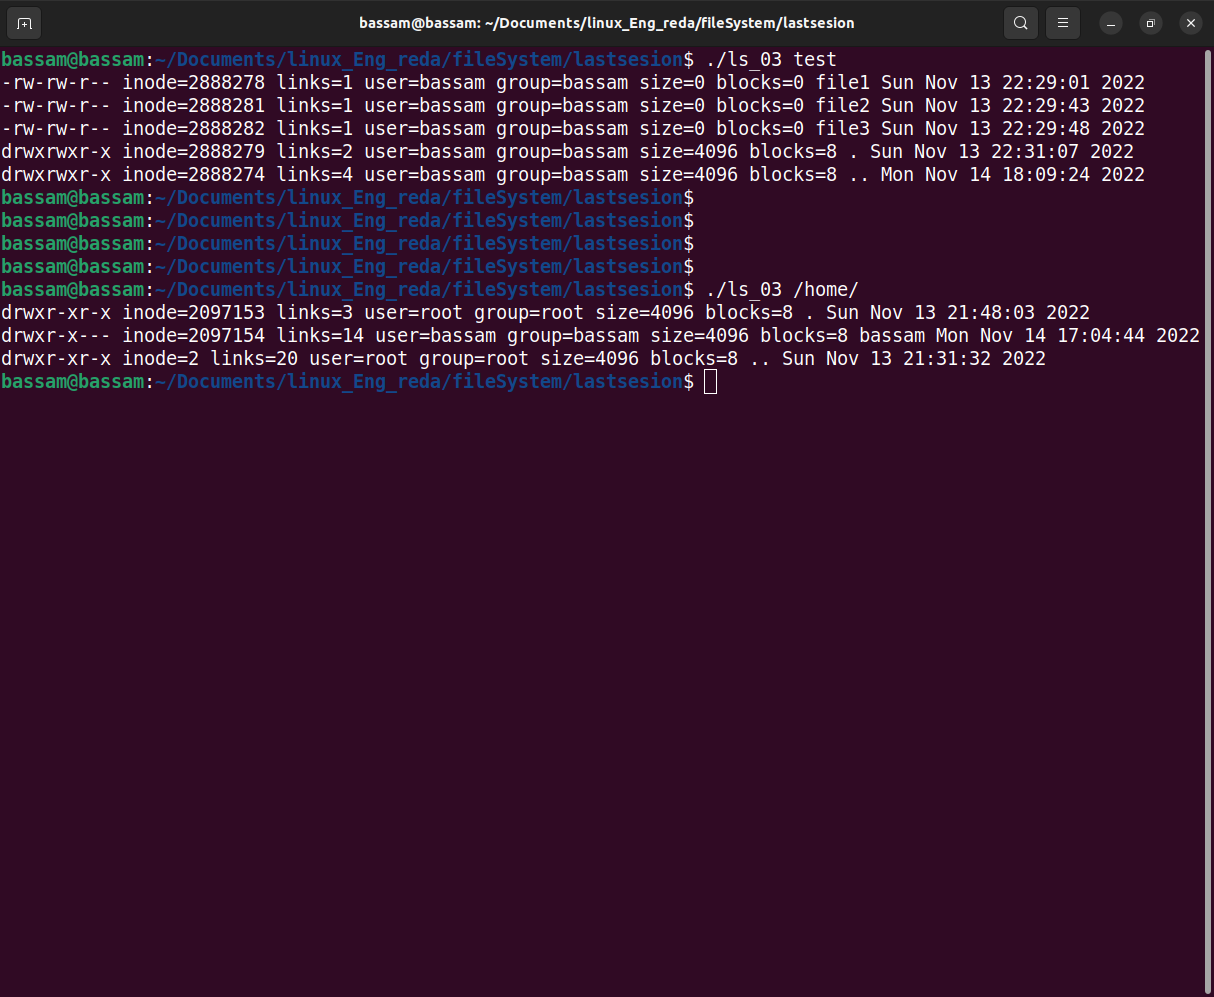 bassam@bassam: ~/Documents/linux_Eng_reda/fileSystem/lastsesion
bassam@bassam:~/Documents/linux_Eng_reda/fileSystem/lastsesion$ ./ls_03 test
-rw-rw-r-- inode=2888278 links=1 user=bassam group=bassam size=0 blocks=0 file1 Sun Nov 13 22:29:01 2022
-rw-rw-r-- inode=2888281 links=1 user=bassam group=bassam size=0 blocks=0 file2 Sun Nov 13 22:29:43 2022
-rw-rw-r-- inode=2888282 links=1 user=bassam group=bassam size=0 blocks=0 file3 Sun Nov 13 22:29:48 2022
drwxrwxr-x inode=2888279 links=2 user=bassam group=bassam size=4096 blocks=8 . Sun Nov 13 22:31:07 2022
drwxrwxr-x inode=2888274 links=4 user=bassam group=bassam size=4096 blocks=8 .. Mon Nov 14 18:09:24 2022
bassam@bassam:~/Documents/linux_Eng_reda/fileSystem/lastsesion$
bassam@bassam:~/Documents/linux_Eng_reda/fileSystem/lastsesion$
bassam@bassam:~/Documents/linux_Eng_reda/fileSystem/lastsesion$
bassam@bassam:~/Documents/linux_Eng_reda/fileSystem/lastsesion$
bassam@bassam:~/Documents/linux_Eng_reda/fileSystem/lastsesion$ ./ls_03 /home/
drwxr-xr-x inode=2097153 links=3 user=root group=root size=4096 blocks=8 . Sun Nov 13 21:48:03 2022
drwxr-x--- inode=2097154 links=14 user=bassam group=bassam size=4096 blocks=8 bassam Mon Nov 14 17:04:44 2022
drwxr-xr-x inode=2 links=20 user=root group=root size=4096 blocks=8 .. Sun Nov 13 21:31:32 2022
bassam@bassam:~/Documents/linux_Eng_reda/fileSystem/lastsesion$